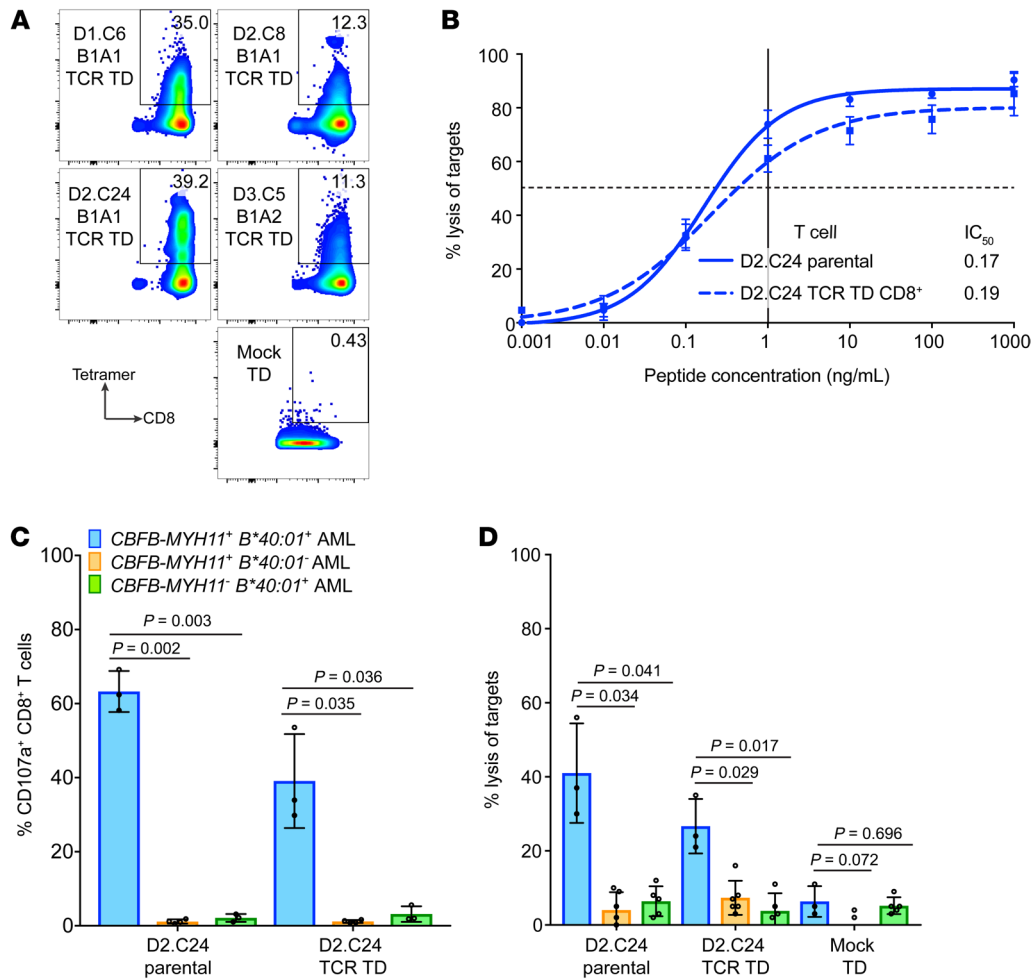 A
D1.C6
B1A1
TCR TD
35.0
D2.C8
B1A1
TCR TD
12.3
D2.C24
B1A1
TCR TD
39.2
D3.C5
B1A2
TCR TD
11.3
Mock
TD
0.43
Tetramer
CD8
B
% lysis of targets
100
80
60
40
20
0
0.001
0.01
0.1
1
10
100
1000
Peptide concentration (ng/mL)
T cell
IC50
D2.C24 parental
0.17
D2.C24 TCR TD CD8+
0.19
C
CBFB-MYH11+ B*40:01+ AML
CBFB-MYH11+ B*40:01- AML
CBFB-MYH11- B*40:01+ AML
% CD107a+ CD8+ T cells
100
80
60
40
20
0
P = 0.003
P = 0.002
P = 0.036
P = 0.035
D2.C24
parental
D2.C24
TCR TD
D
% lysis of targets
100
80
60
40
20
0
P = 0.041
P = 0.034
P = 0.017
P = 0.029
P = 0.696
P = 0.072
D2.C24
parental
D2.C24
TCR TD
Mock
TD